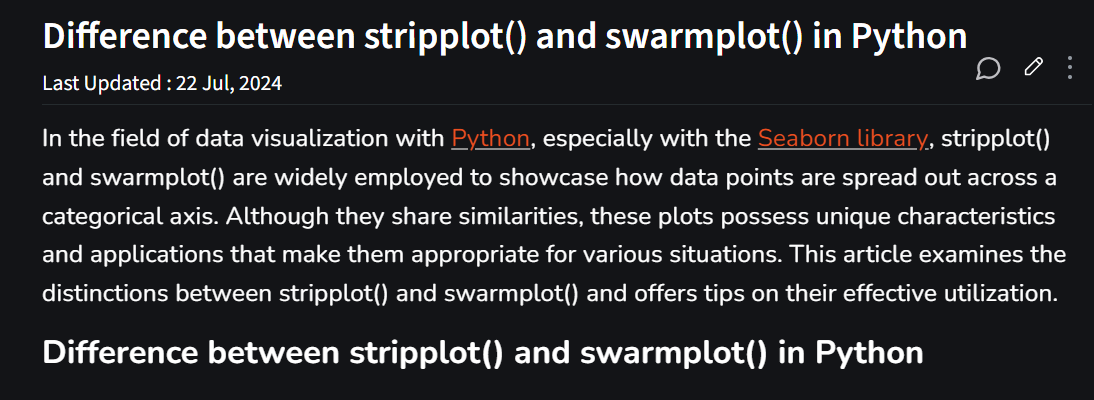 Difference between stripplot() and swarmplot() in Python
Last Updated : 22 Jul, 2024
In the field of data visualization with Python, especially with the Seaborn library, stripplot()
and swarmplot() are widely employed to showcase how data points are spread out across a
categorical axis. Although they share similarities, these plots possess unique characteristics
and applications that make them appropriate for various situations. This article examines the
distinctions between stripplot() and swarmplot() and offers tips on their effective utilization.
Difference between stripplot() and swarmplot() in Python